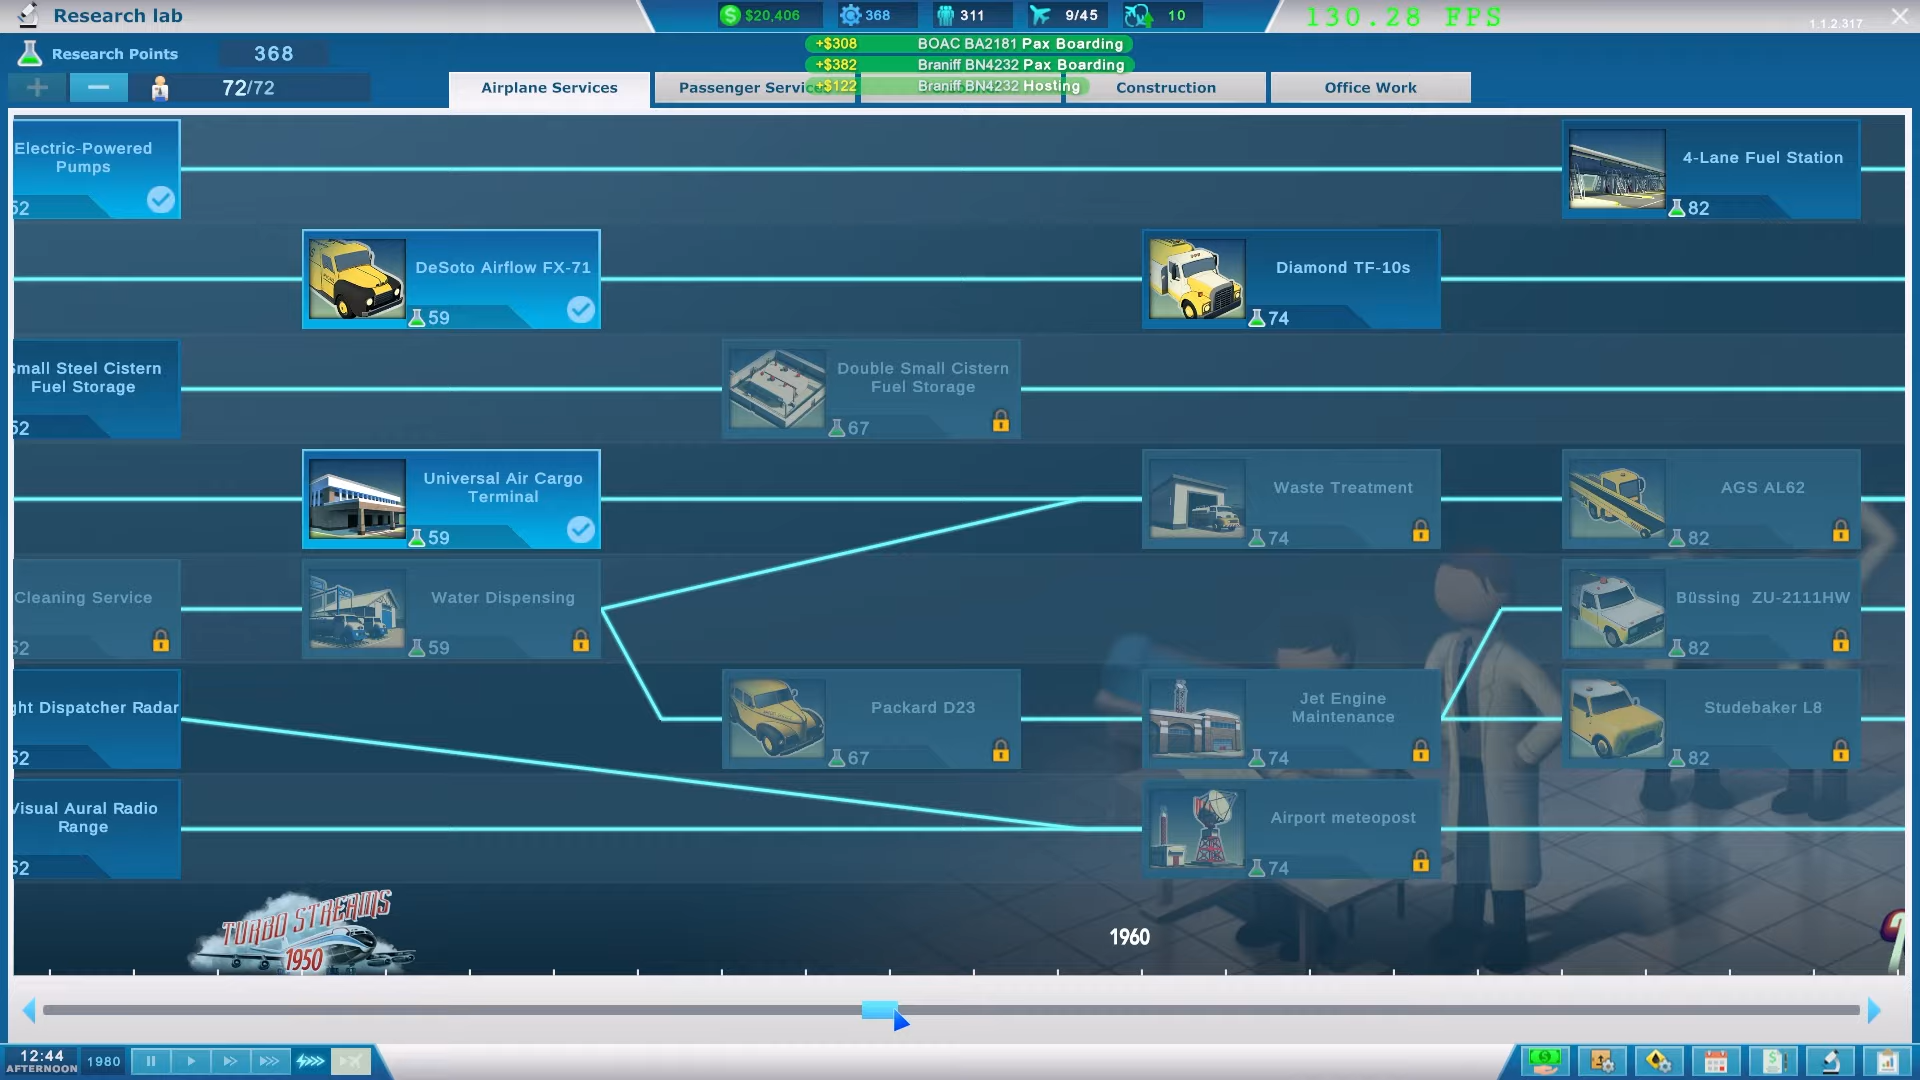 Research lab
$20,406
368
311
9/45
10
130.28 FPS
1.1.2.317
Research Points
368
+$308 BOAC BA2181 Pax Boarding
+$382 Braniff BN4232 Pax Boarding
+$122 Braniff BN4232 Hosting
72/72
Airplane Services
Passenger
Construction
Office Work
Electric-Powered
Pumps
52
4-Lane Fuel Station
82
DeSoto Airflow FX-71
59
Diamond TF-10s
74
Small Steel Cistern
Fuel Storage
52
Double Small Cistern
Fuel Storage
67
Universal Air Cargo
Terminal
59
Waste Treatment
74
AGS AL62
82
Cleaning Service
52
Water Dispensing
59
Büssing ZU-2111HW
82
ght Dispatcher Radar
52
Packard D23
67
Jet Engine
Maintenance
74
Studebaker L8
82
Visual Aural Radio
Range
52
Airport meteopost
74
TURBO STREAMS
1950
1960
12:44
AFTERNOON
1980